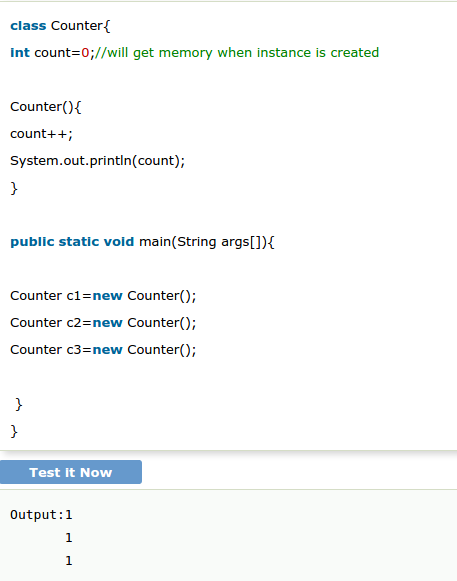 class Counter{
int count=0;//will get memory when instance is created
Counter(){
count++;
System.out.println(count);
}
public static void main(String args[]){
Counter c1=new Counter();
Counter c2=new Counter();
Counter c3=new Counter();
}
}
Test it Now
Output:1
1
1